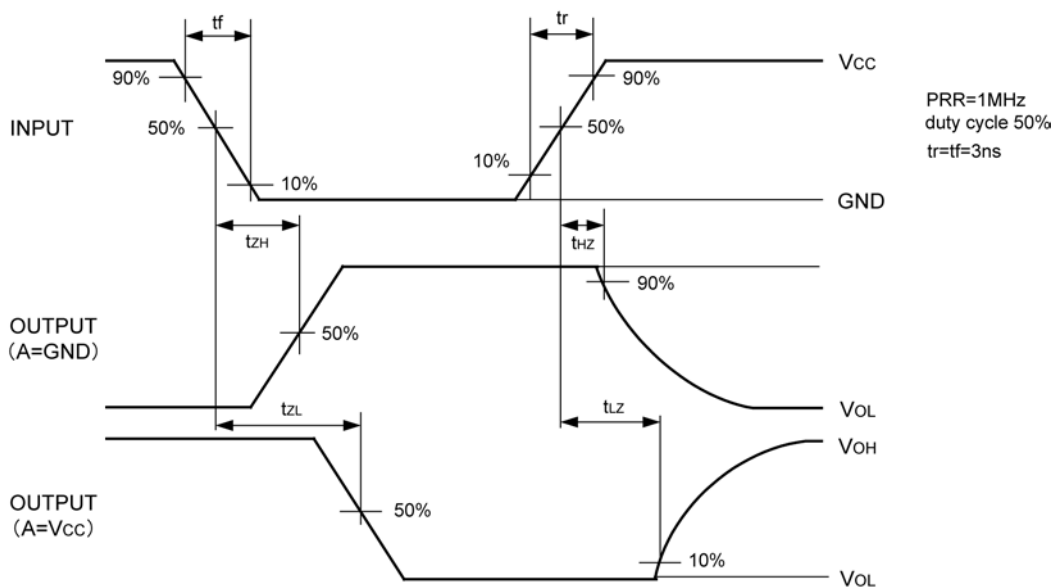 tf
tr
90%
90%
VCC
PRR=1MHz
duty cycle 50%
tr=tf=3ns
INPUT
50%
50%
10%
10%
GND
tZH
tHZ
90%
OUTPUT
(A=GND)
50%
tZL
tLZ
VOL
VOH
OUTPUT
(A=VCC)
50%
10%
VOL